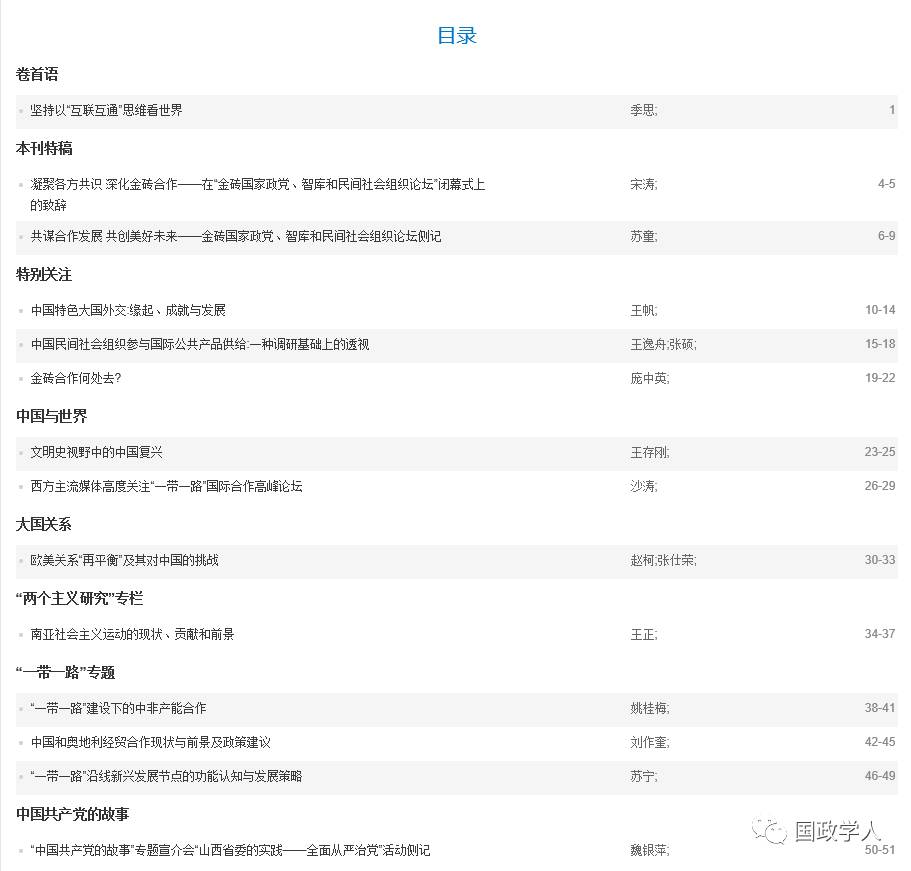 目录
卷首语
坚持以“互联互通”思维看世界 季思; 1
本刊特稿
凝聚各方共识 深化金砖合作——在“金砖国家政党、智库和民间社会组织论坛”闭幕式上 宋涛; 4-5
的致辞
共谋合作发展 共创美好未来——金砖国家政党、智库和民间社会组织论坛侧记 苏童; 6-9
特别关注
中国特色大国外交:缘起、成就与发展 王帆; 10-14
中国民间社会组织参与国际公共产品供给:一种调研基础上的透视 王逸舟;张硕; 15-18
金砖合作何处去? 庞中英; 19-22
中国与世界
文明史视野中的中国复兴 王存刚; 23-25
西方主流媒体高度关注“一带一路”国际合作高峰论坛 沙涛; 26-29
大国关系
欧美关系“再平衡”及其对中国的挑战 赵柯;张仕荣; 30-33
“两个主义研究”专栏
南亚社会主义运动的现状、贡献和前景 王正; 34-37
“一带一路”专题
“一带一路”建设下的中非产能合作 姚桂梅; 38-41
中国和奥地利经贸合作现状与前景及政策建议 刘作奎; 42-45
“一带一路”沿线新兴发展节点的功能认知与发展策略 苏宁; 46-49
中国共产党的故事
国政学人
“中国共产党的故事”专题宣介会“山西省委的实践——全面从严治党”活动侧记 魏银萍; 50-51